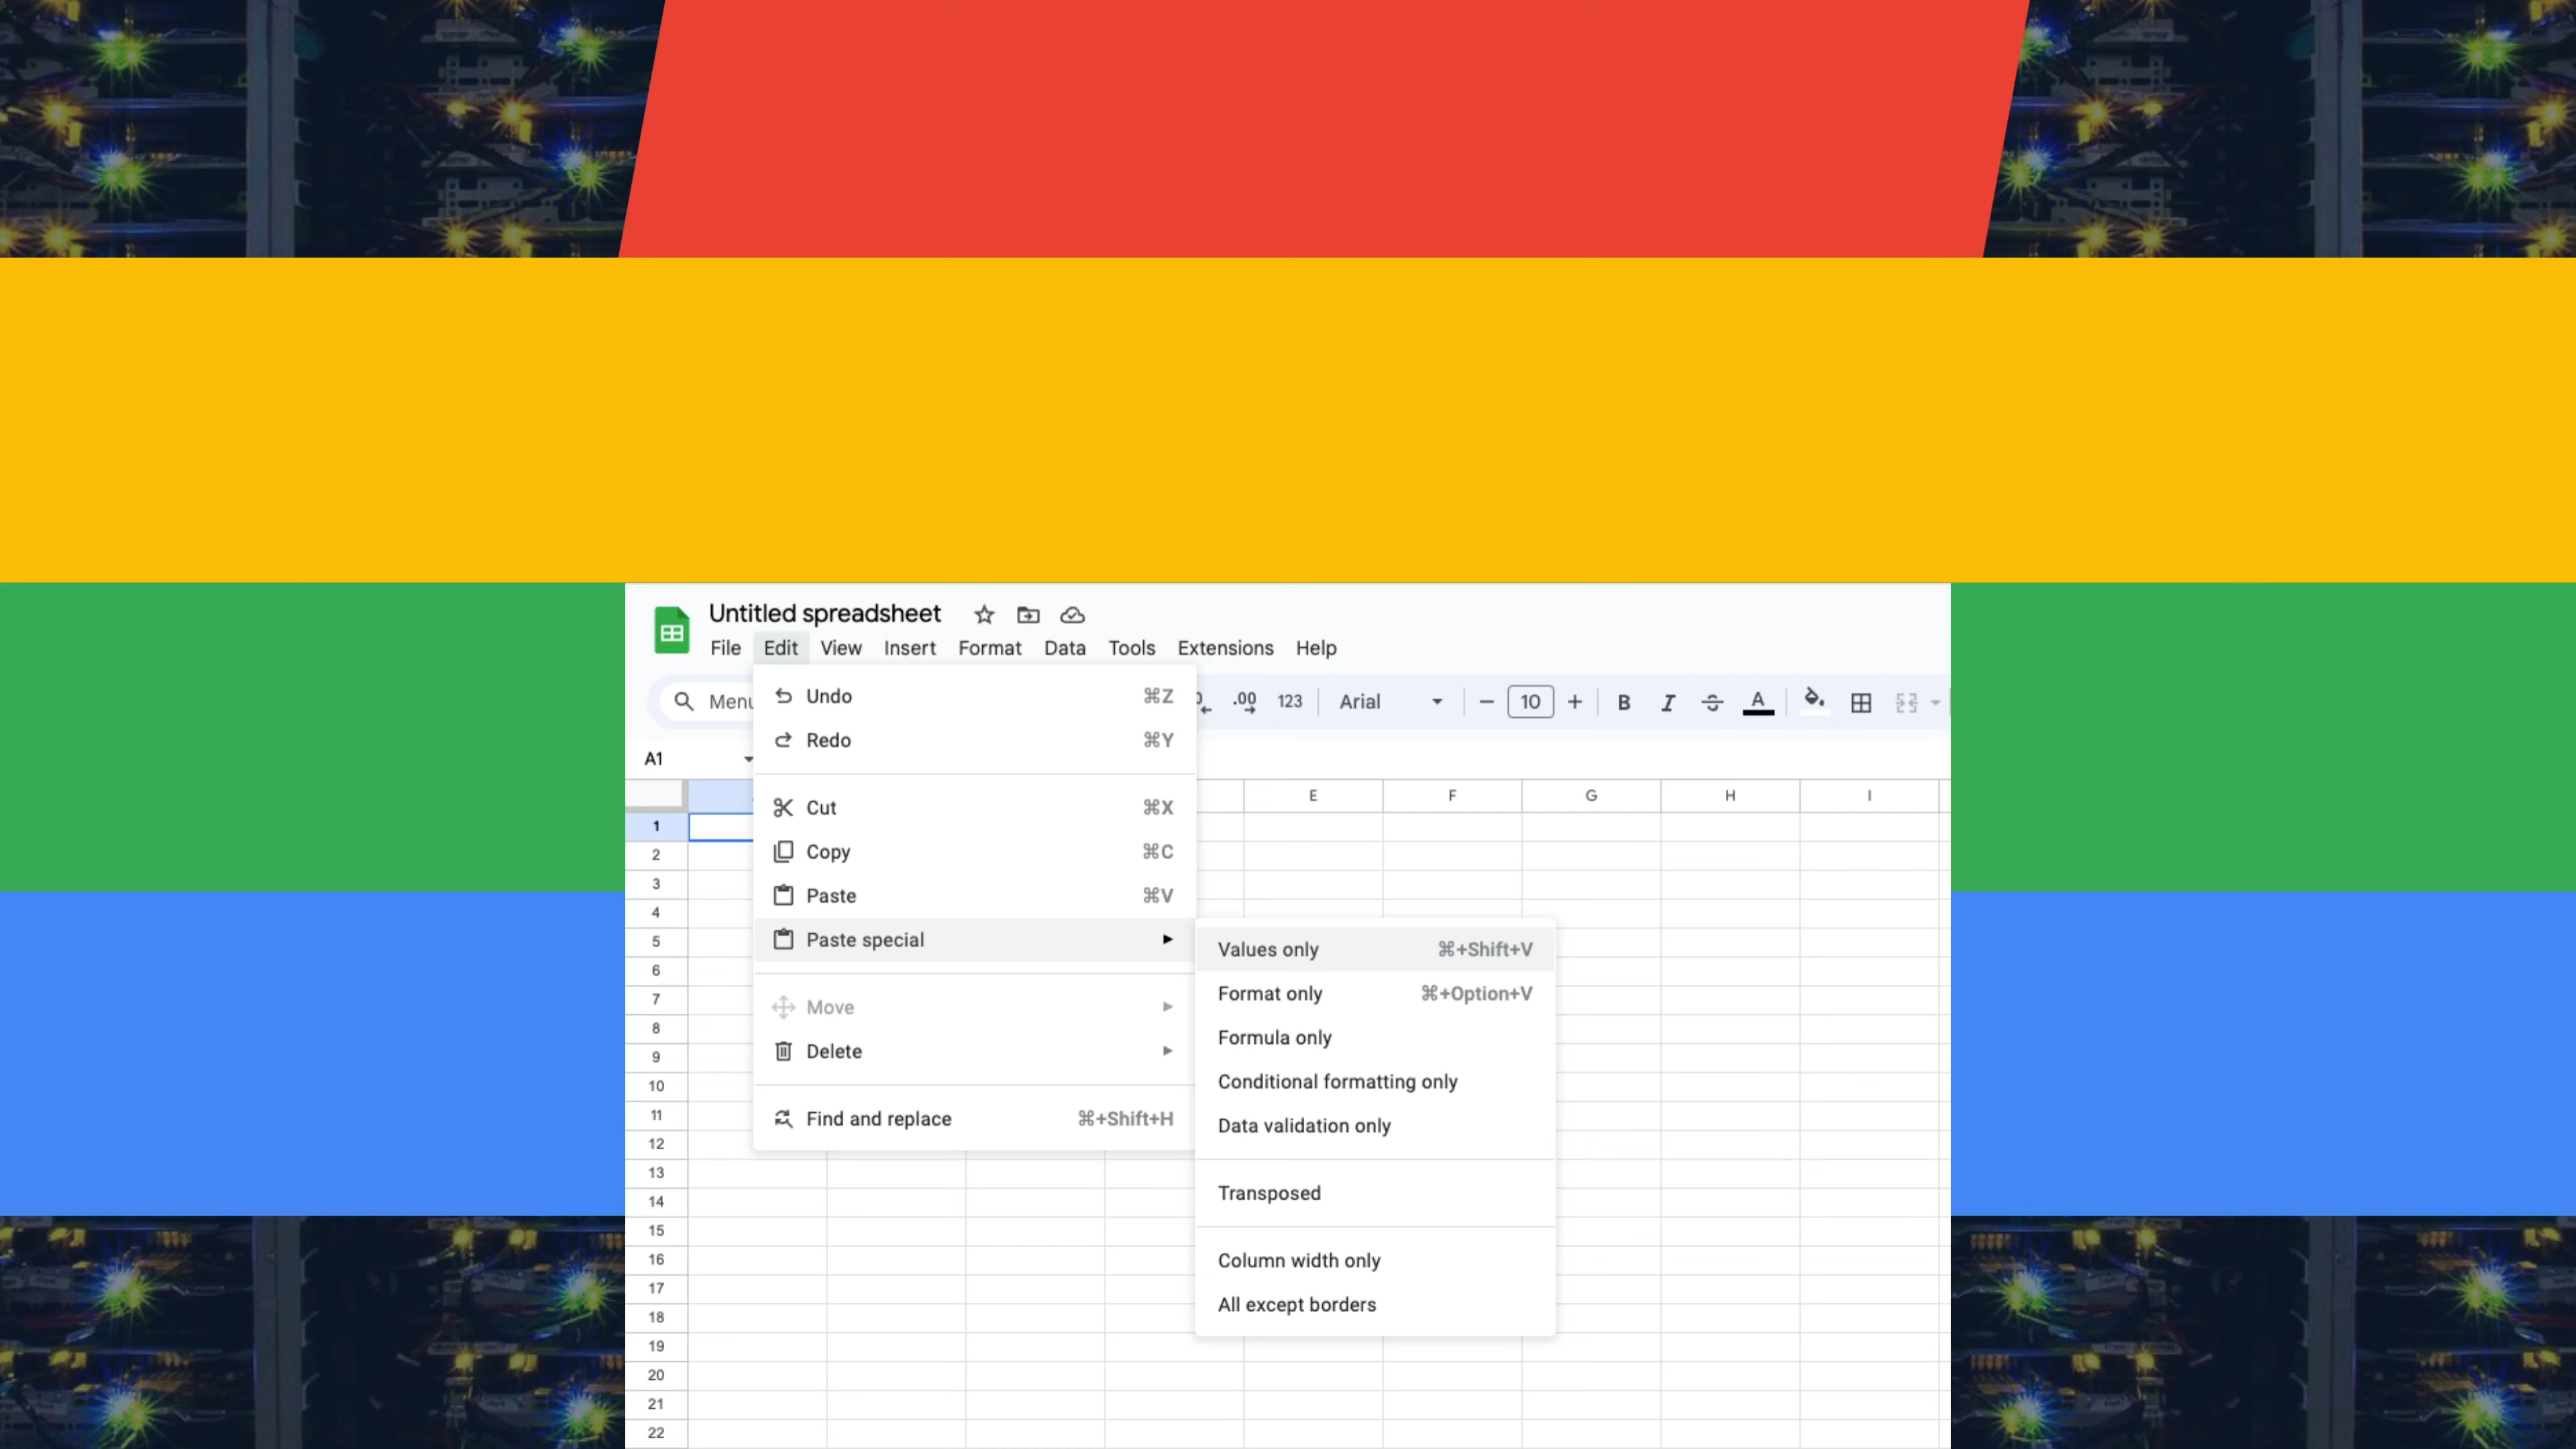 Untitled spreadsheet
File Edit View Insert Format Data Tools Extensions Help
.00 123 Arial 10 B I A
A1
Undo ⌘Z
Redo ⌘Y
Cut ⌘X
Copy ⌘C
Paste ⌘V
Paste special
Move
Delete
Find and replace ⌘+Shift+H
Values only ⌘+Shift+V
Format only ⌘+Option+V
Formula only
Conditional formatting only
Data validation only
Transposed
Column width only
All except borders
E F G H I
1
2
3
4
5
6
7
8
9
10
11
12
13
14
15
16
17
18
19
20
21
22